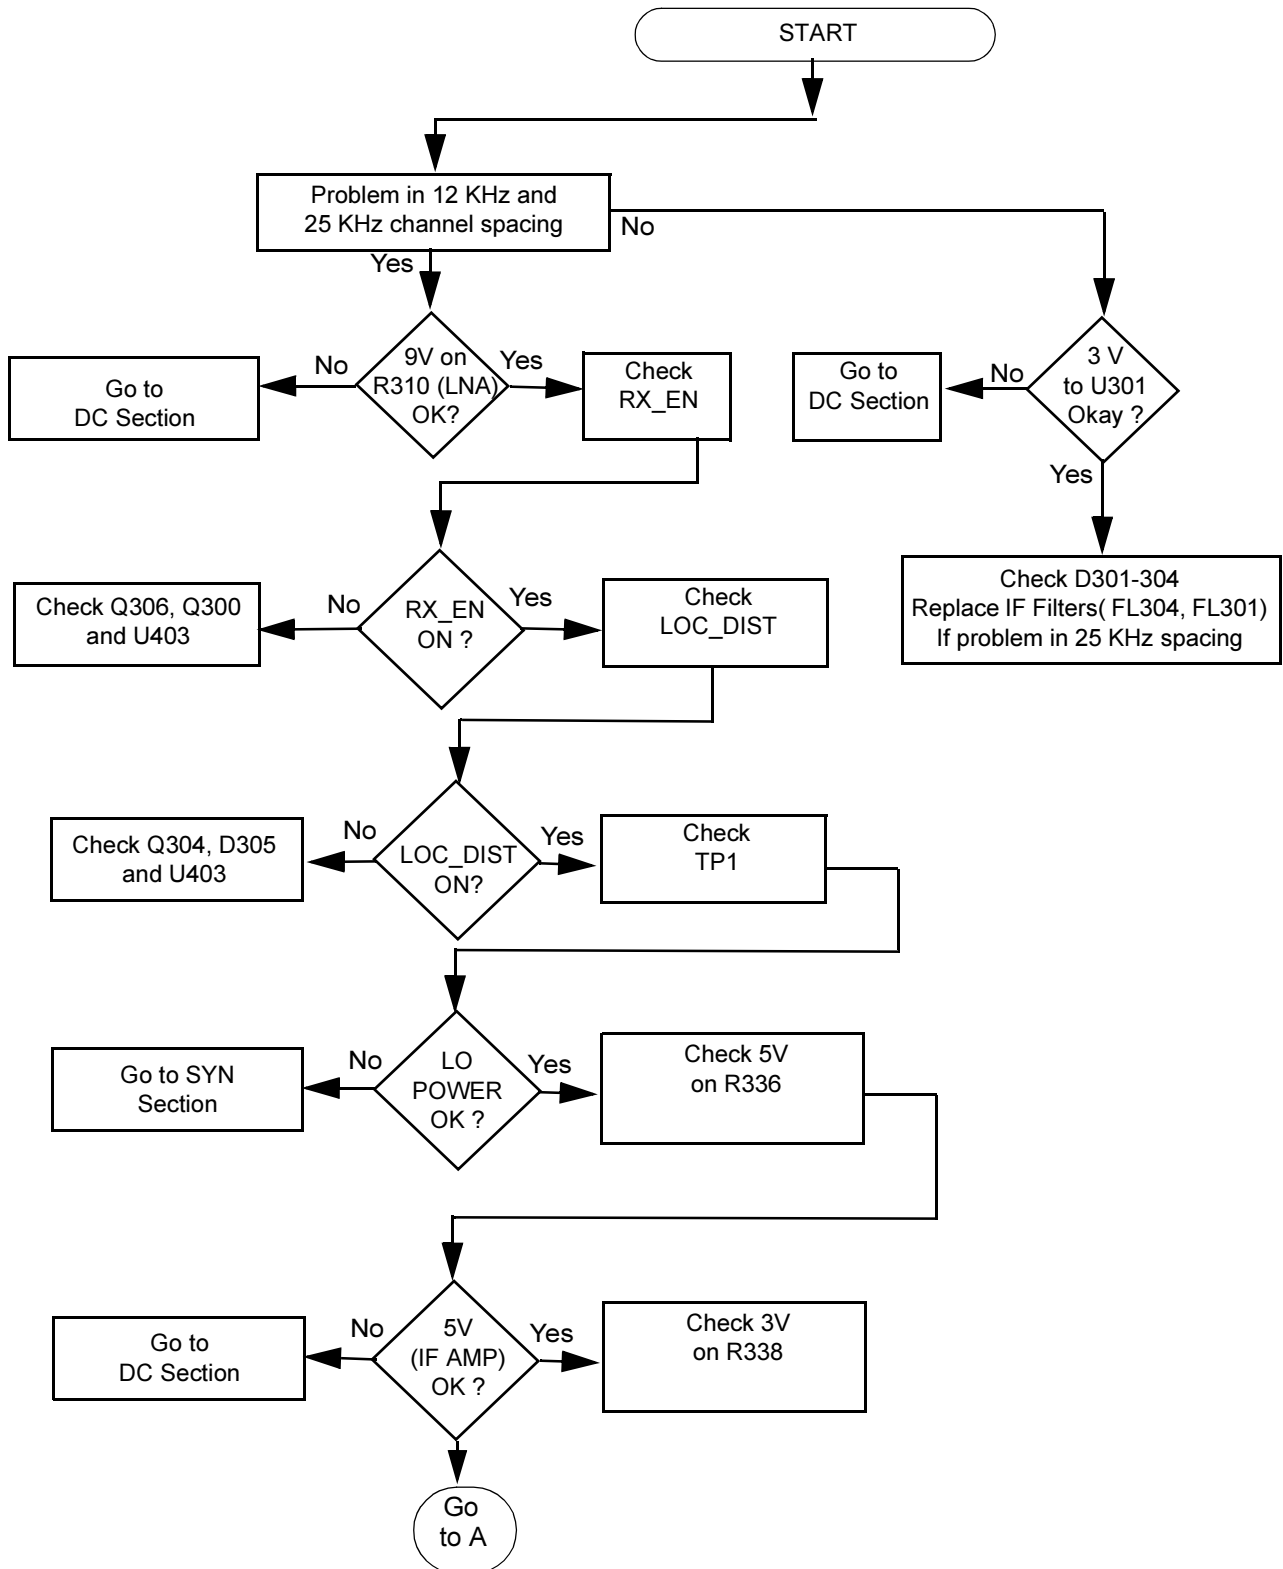 START
Problem in 12 KHz and
25 KHz channel spacing
No
Yes
No
9V on
R310 (LNA)
OK?
Yes
Go to
DC Section
Check
RX_EN
Go to
DC Section
No
3 V
to U301
Okay ?
Yes
Check Q306, Q300
and U403
No
RX_EN
ON ?
Yes
Check
LOC_DIST
Check D301-304
Replace IF Filters( FL304, FL301)
If problem in 25 KHz spacing
Check Q304, D305
and U403
No
LOC_DIST
ON?
Yes
Check
TP1
Go to SYN
Section
No
LO
POWER
OK ?
Yes
Check 5V
on R336
Go to
DC Section
No
5V
(IF AMP)
OK ?
Yes
Check 3V
on R338
Go
to A